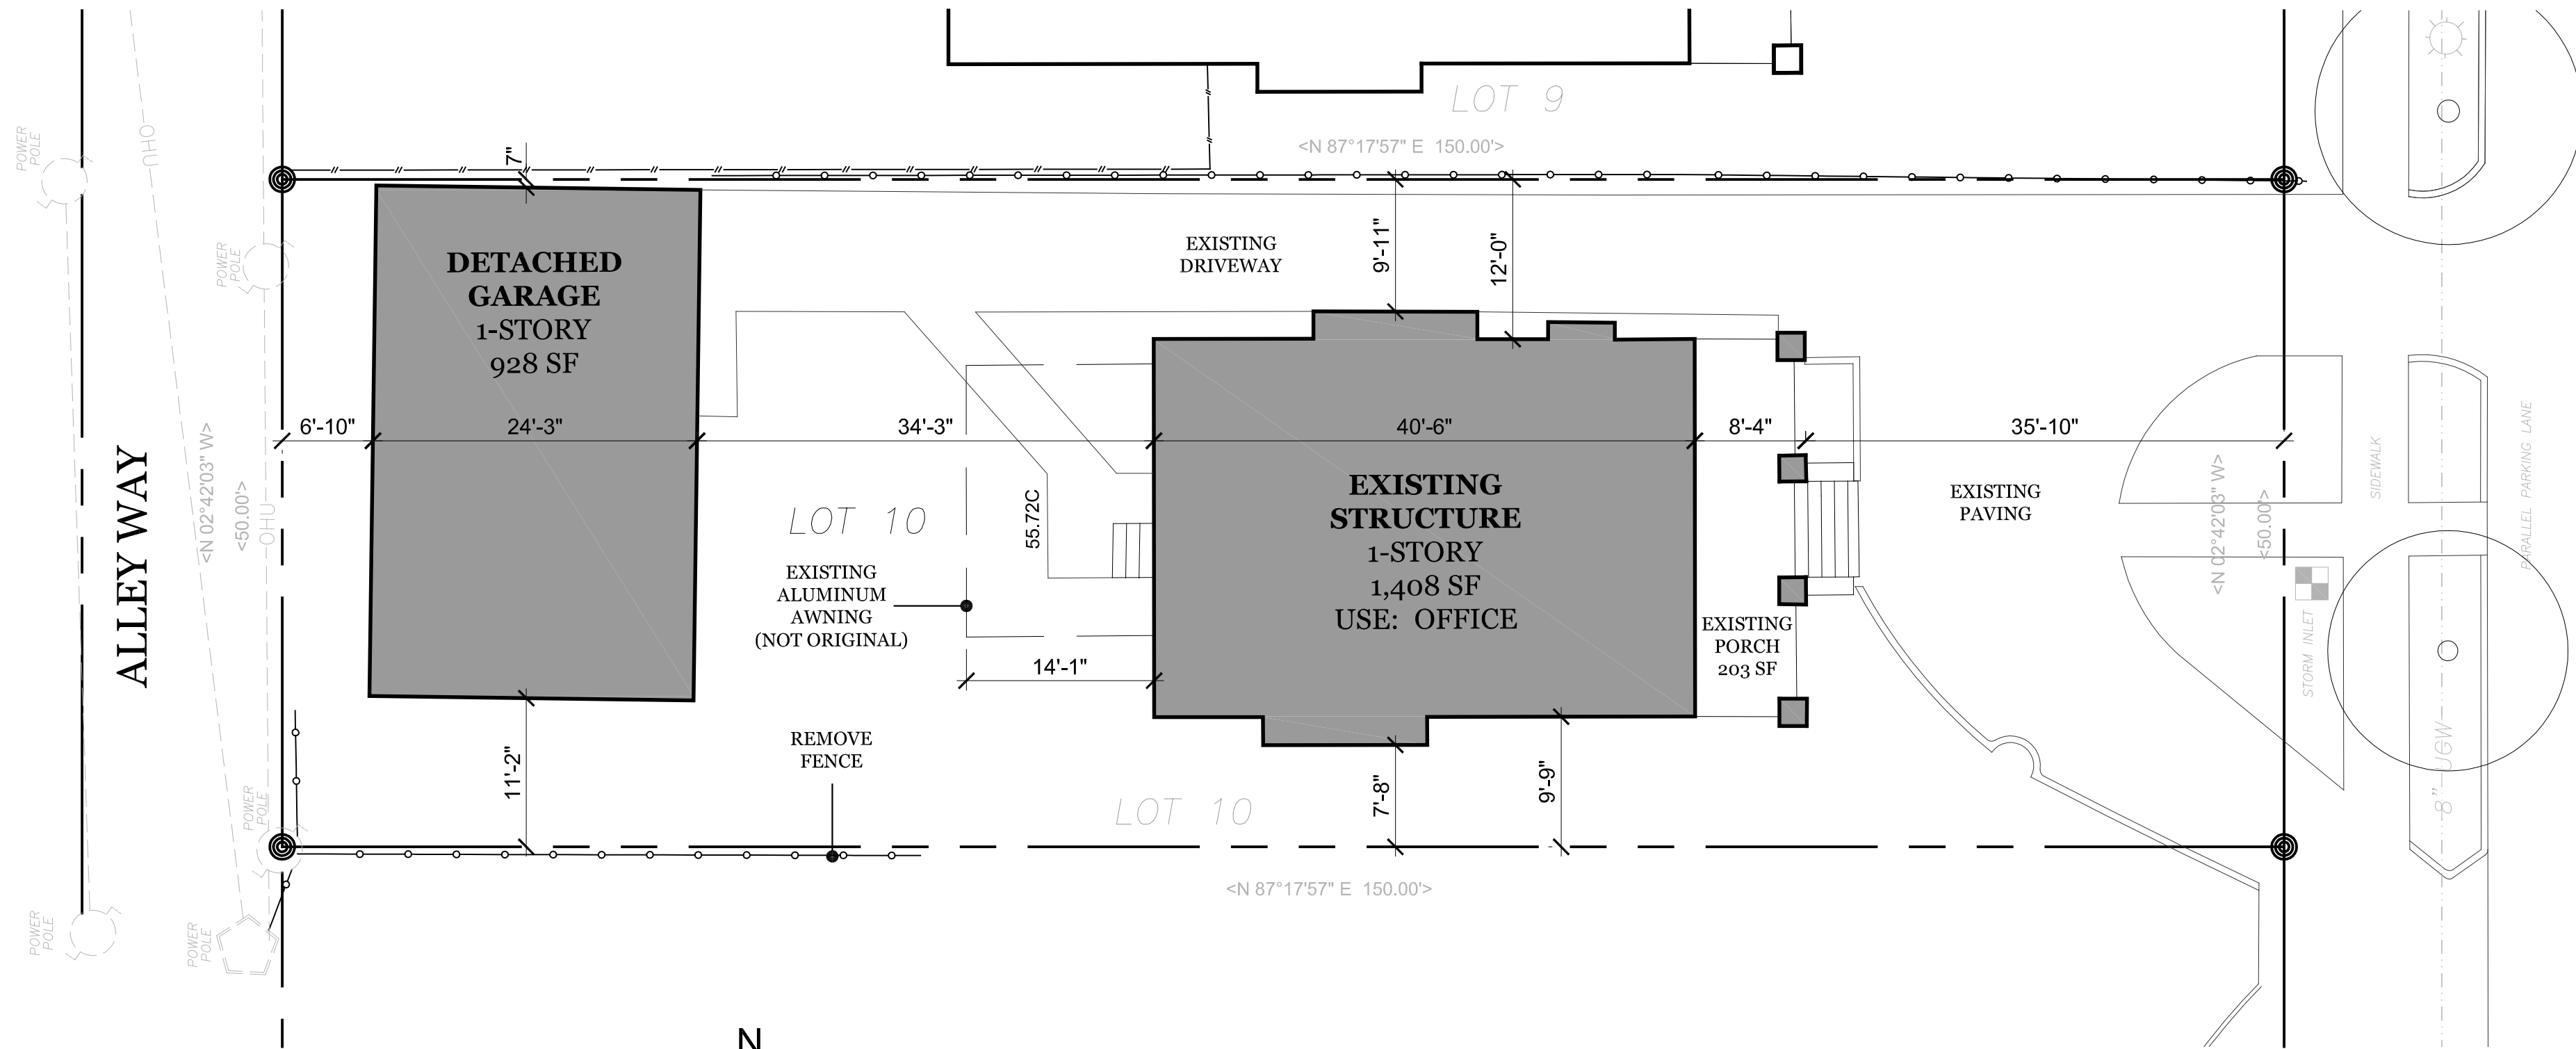 LOT 9
<N 87°17'57" E 150.00'>
POWER
POLE
OHU
7"
POWER
POLE
DETACHED
GARAGE
1-STORY
928 SF
EXISTING
DRIVEWAY
9'-11"
12'-0"
6'-10"
24'-3"
34'-3"
40'-6"
8'-4"
35'-10"
ALLEY WAY
<N 02°42'03" W>
<50.00'>
OHU
LOT 10
55.72C
EXISTING
STRUCTURE
1-STORY
1,408 SF
USE: OFFICE
EXISTING
PAVING
<N 02°42'03" W>
<50.00'>
SIDEWALK
PARALLEL PARKING LANE
EXISTING
ALUMINUM
AWNING
(NOT ORIGINAL)
14'-1"
EXISTING
PORCH
203 SF
STORM INLET
REMOVE
FENCE
11'-2"
7'-8"
9'-9"
8" UGW
LOT 10
POWER
POLE
<N 87°17'57" E 150.00'>
POWER
POLE
POWER
POLE
N